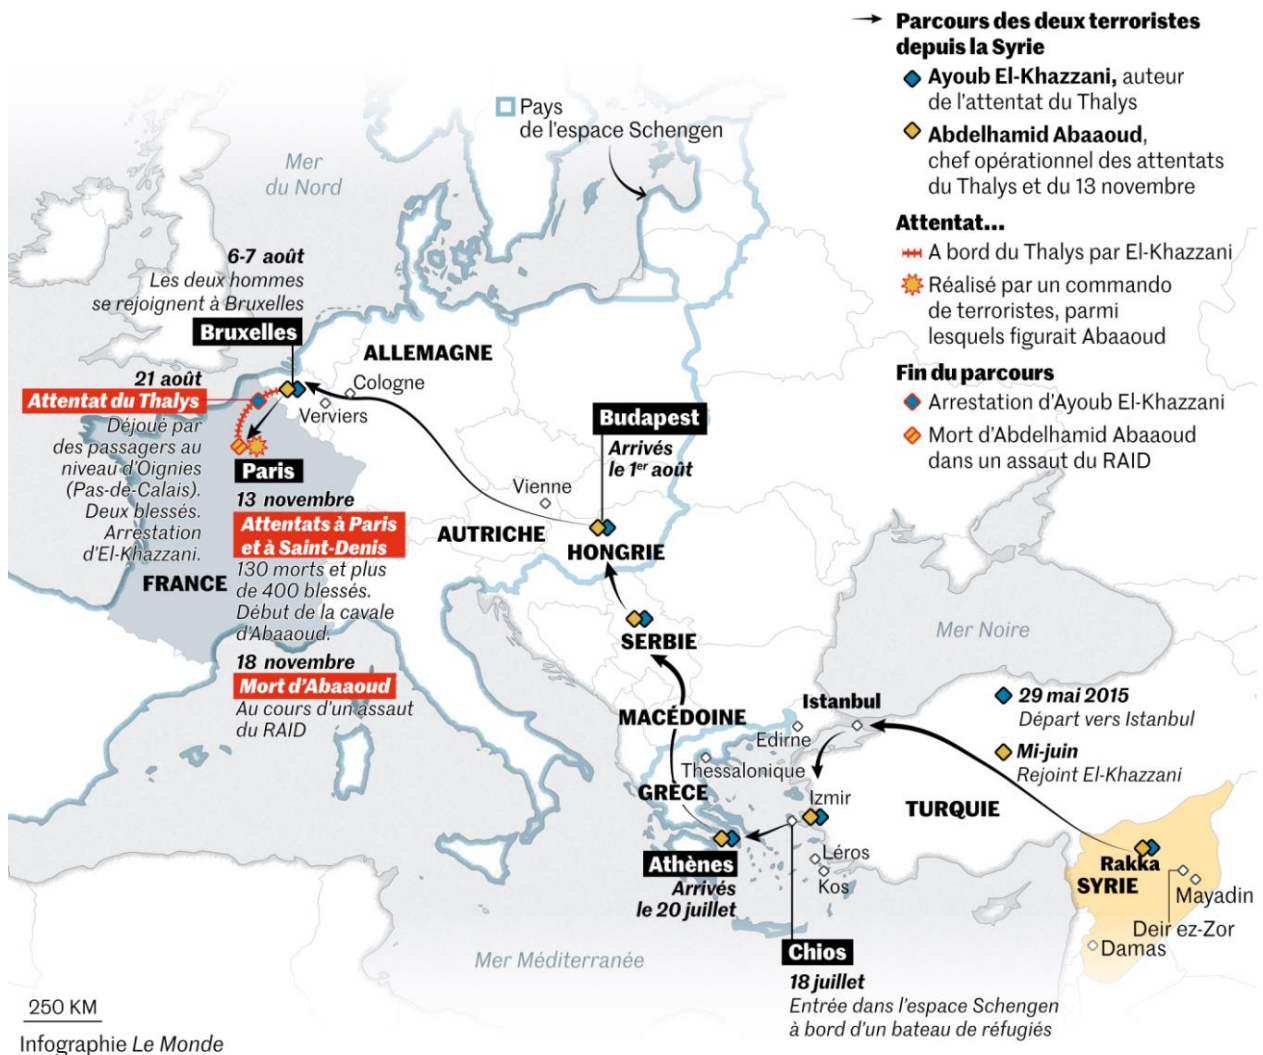 Parcours des deux terroristes
depuis la Syrie
Ayoub El-Khazzani, auteur
de l'attentat du Thalys
Abdelhamid Abaaoud,
chef opérationnel des attentats
du Thalys et du 13 novembre
Attentat...
A bord du Thalys par El-Khazzani
Réalisé par un commando
de terroristes, parmi
lesquels figurait Abaaoud
Fin du parcours
Arrestation d'Ayoub El-Khazzani
Mort d'Abdelhamid Abaaoud
dans un assaut du RAID
Pays
de l'espace Schengen
Mer
du Nord
6-7 août
Les deux hommes
se rejoignent à Bruxelles
Bruxelles
ALLEMAGNE
Cologne
Verviers
21 août
Attentat du Thalys
Déjoué par
des passagers au
niveau d'Oignies
(Pas-de-Calais).
Deux blessés.
Arrestation
d'El-Khazzani.
Paris
13 novembre
Attentats à Paris
et à Saint-Denis
130 morts et plus
de 400 blessés.
Début de la cavale
d'Abaaoud.
18 novembre
Mort d'Abaaoud
Au cours d'un assaut
du RAID
FRANCE
Budapest
Arrivés
le 1er août
Vienne
AUTRICHE
HONGRIE
SERBIE
MACÉDOINE
Mer Noire
Istanbul
Edirne
Thessalonique
GRÈCE
Izmir
TURQUIE
29 mai 2015
Départ vers Istanbul
Mi-juin
Rejoint El-Khazzani
Athènes
Arrivés
le 20 juillet
Léros
Kos
Rakka
SYRIE
Mayadin
Deir ez-Zor
Damas
Chios
18 juillet
Entrée dans l'espace Schengen
à bord d'un bateau de réfugiés
Mer Méditerranée
250 KM
Infographie Le Monde